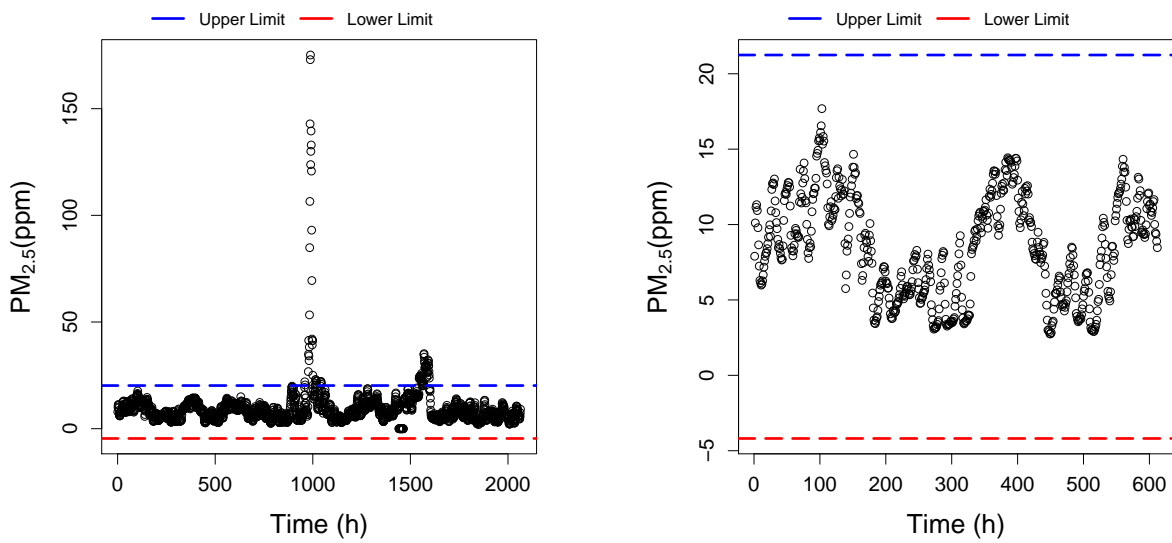 Upper Limit Lower Limit
PM2.5(ppm)
150
100
50
0
0 500 1000 1500 2000
Time (h)
Upper Limit Lower Limit
PM2.5(ppm)
20
15
10
5
0
−5
0 100 200 300 400 500 600
Time (h)